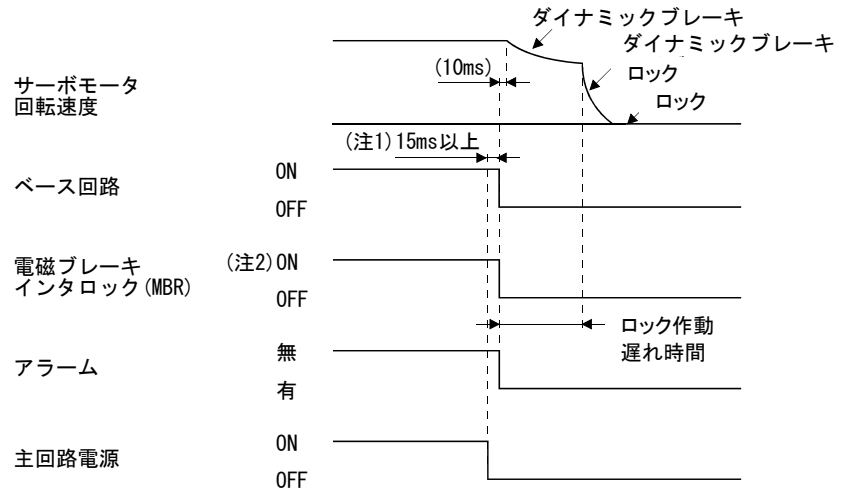 ダイナミックブレーキ
ダイナミックブレーキ
ロック
ロック
(10ms)
サーボモータ
回転速度
(注1)15ms以上
ベース回路
ON
OFF
電磁ブレーキ
インタロック(MBR)
(注2)ON
OFF
ロック作動
遅れ時間
アラーム
無
有
主回路電源
ON
OFF